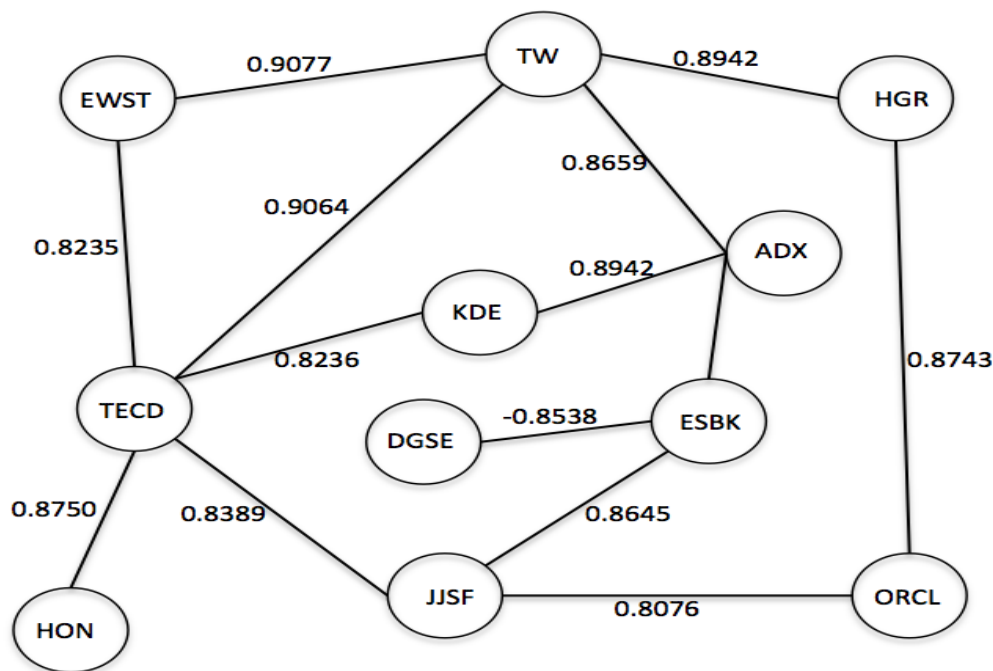 TW
0.9077
0.8942
EWST
HGR
0.8659
0.9064
0.8235
ADX
0.8942
KDE
0.8236
0.8743
TECD
-0.8538
ESBK
DGSE
0.8750
0.8389
0.8645
JJSF
ORCL
0.8076
HON